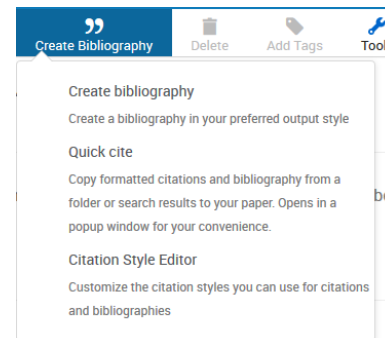 Create Bibliography
Delete
Add Tags
Tool
Create bibliography
Create a bibliography in your preferred output style
Quick cite
Copy formatted citations and bibliography from a
folder or search results to your paper. Opens in a
popup window for your convenience.
Citation Style Editor
Customize the citation styles you can use for citations
and bibliographies